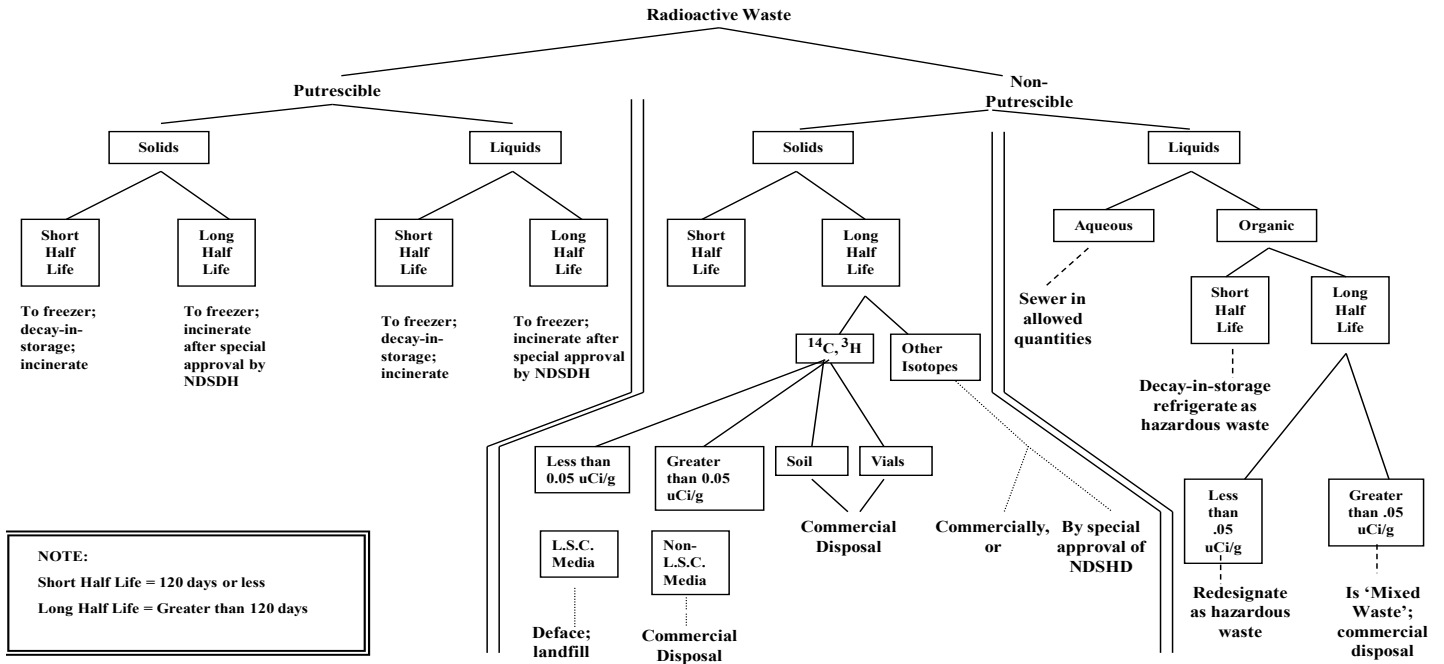 Radioactive Waste
Putrescible
Non-
Putrescible
Solids
Liquids
Solids
Liquids
Short
Half
Life
Long
Half
Life
Short
Half
Life
Long
Half
Life
Short
Half
Life
Long
Half
Life
Aqueous
Organic
To freezer;
decay-in-
storage;
incinerate
To freezer;
incinerate
after special
approval by
NDSDH
To freezer;
decay-in-
storage;
incinerate
To freezer;
incinerate after
special approval
by NDSDH
14C, 3H
Other
Isotopes
Sewer in
allowed
quantities
Short
Half
Life
Long
Half
Life
Decay-in-storage
refrigerate as
hazardous waste
Less than
0.05 uCi/g
Greater
than 0.05
uCi/g
Soil
Vials
Commercial
Disposal
Commercially,
or
By special
approval of
NDSHD
Less
than
.05
uCi/g
Greater
than .05
uCi/g
L.S.C.
Media
Non-
L.S.C.
Media
Deface;
landfill
Commercial
Disposal
Redesignate
as hazardous
waste
Is ‘Mixed
Waste’;
commercial
disposal
NOTE:
Short Half Life = 120 days or less
Long Half Life = Greater than 120 days